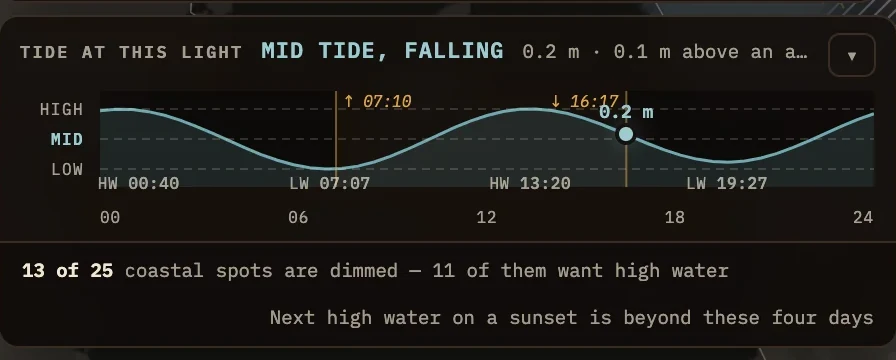 TIDE AT THIS LIGHT MID TIDE, FALLING 0.2 m · 0.1 m above an a… ▼
↑ 07:10 ↓ 16:17
HIGH 0.2 m
MID
LOW
HW 00:40 LW 07:07 HW 13:20 LW 19:27
00 06 12 18 24
13 of 25 coastal spots are dimmed — 11 of them want high water
Next high water on a sunset is beyond these four days